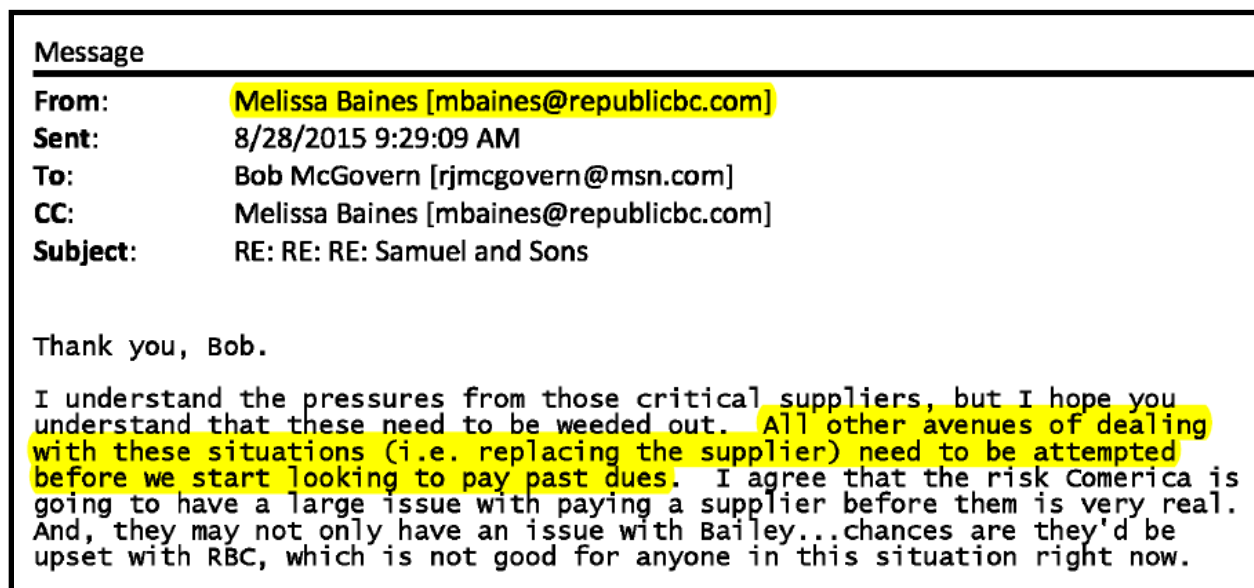 Message
From: Melissa Baines [mbaines@republicbc.com]
Sent: 8/28/2015 9:29:09 AM
To: Bob McGovern [rjmcgovern@msn.com]
CC: Melissa Baines [mbaines@republicbc.com]
Subject: RE: RE: RE: Samuel and Sons
Thank you, Bob.
I understand the pressures from those critical suppliers, but I hope you
understand that these need to be weeded out. All other avenues of dealing
with these situations (i.e. replacing the supplier) need to be attempted
before we start looking to pay past dues. I agree that the risk Comerica is
going to have a large issue with paying a supplier before them is very real.
And, they may not only have an issue with Bailey...chances are they'd be
upset with RBC, which is not good for anyone in this situation right now.